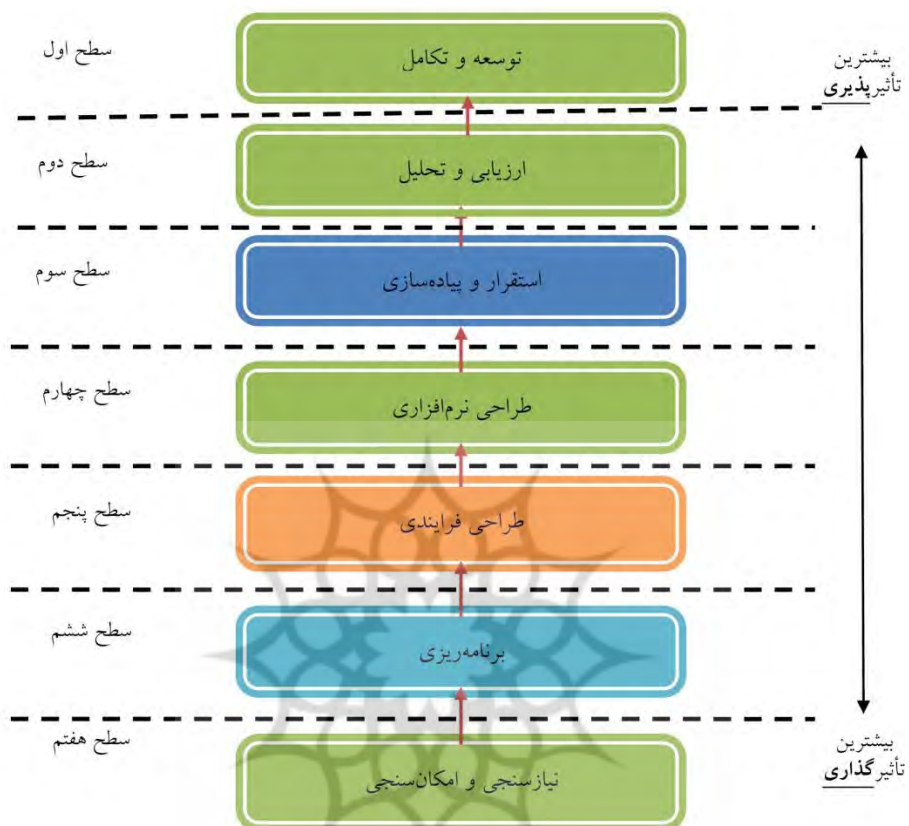 سطح اول
توسعه و تکامل
بیشترین
تأثیرپذیری
سطح دوم
ارزیابی و تحلیل
سطح سوم
استقرار و پیاده‌سازی
سطح چهارم
طراحی نرم‌افزاری
سطح پنجم
طراحی فرایندی
سطح ششم
برنامه‌ریزی
سطح هفتم
نیازسنجی و امکان‌سنجی
بیشترین
تأثیرگذاری